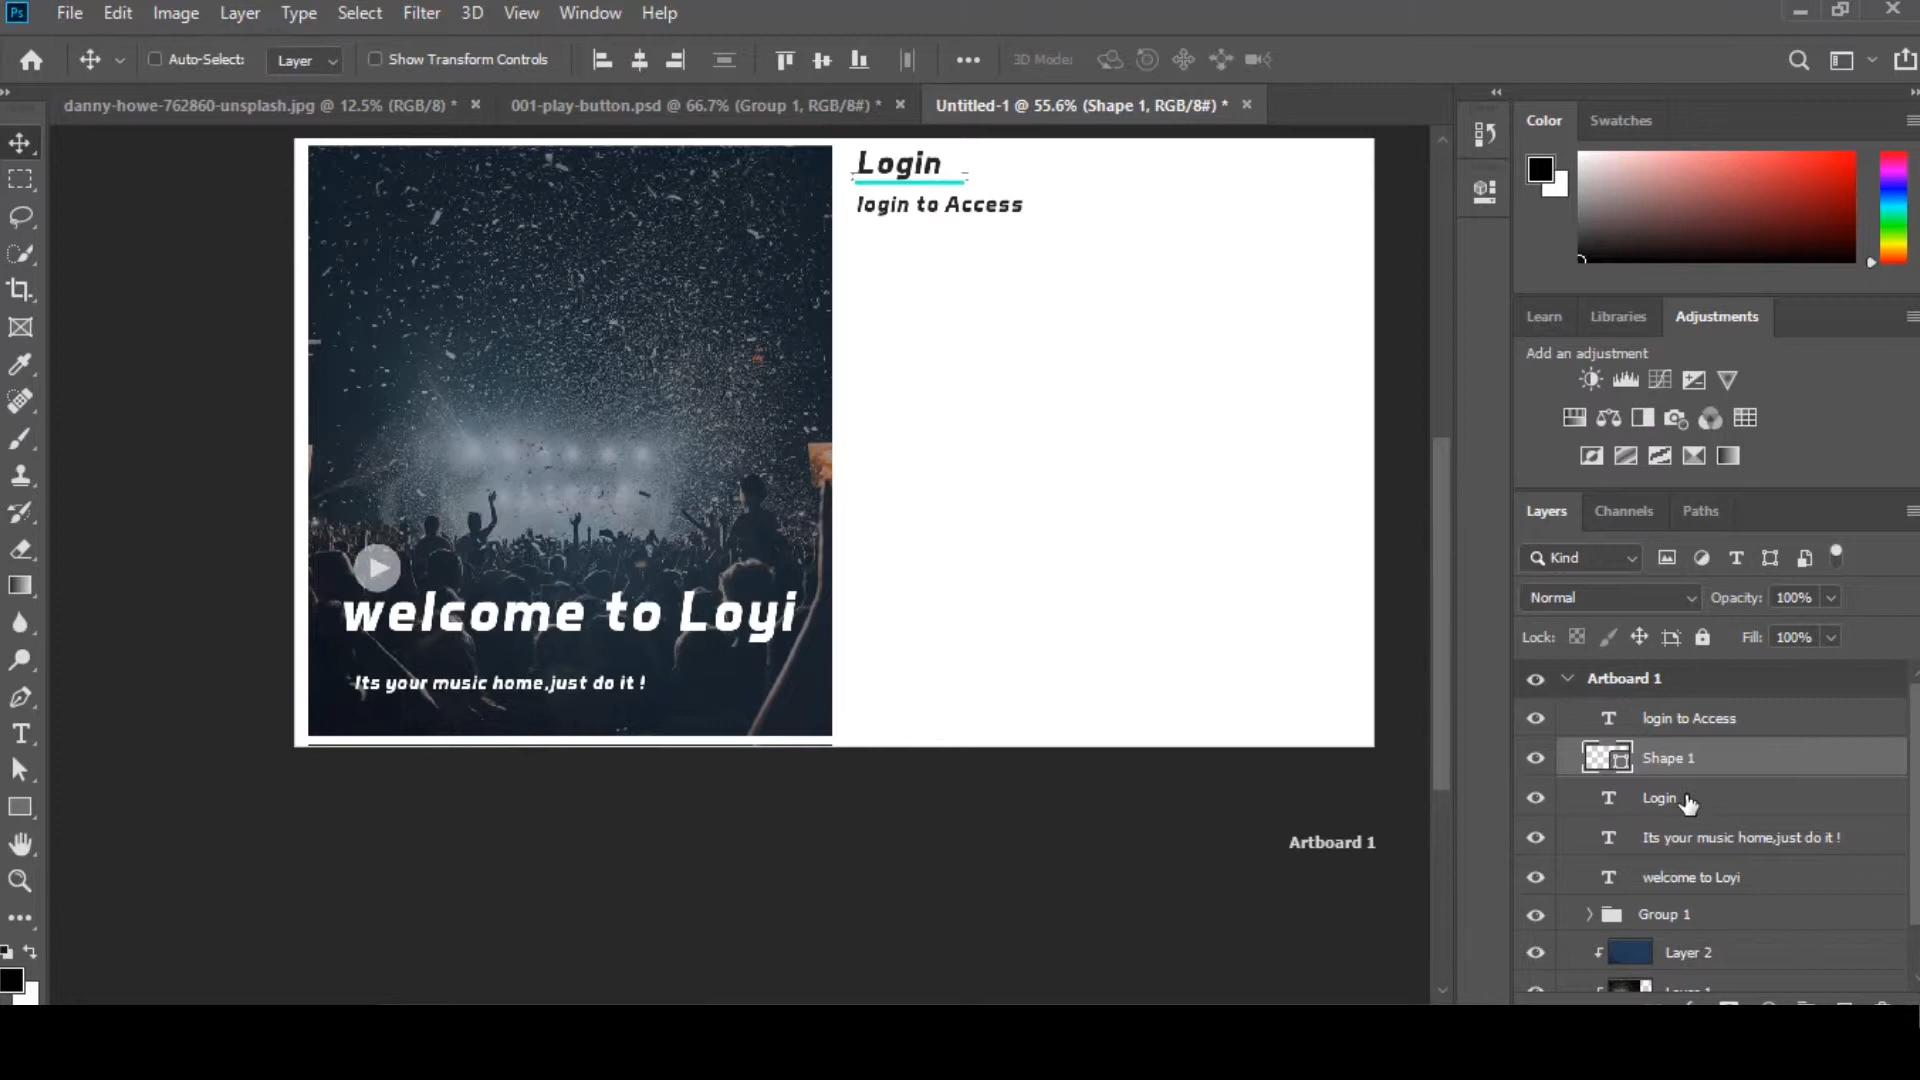 Ps File Edit Image Layer Type Select Filter 3D View Window Help
Auto-Select: Layer Show Transform Controls 3D Mode:
danny-howe-762860-unsplash.jpg @ 12.5% (RGB/8) * 001-play-button.psd @ 66.7% (Group 1, RGB/8#) * Untitled-1 @ 55.6% (Shape 1, RGB/8#) *
Login
login to Access
welcome to Loyi
Its your music home,just do it !
Artboard 1
Color Swatches
Learn Libraries Adjustments
Add an adjustment
Layers Channels Paths
Kind
Normal Opacity: 100%
Lock: Fill: 100%
Artboard 1
login to Access
Shape 1
Login
Its your music home,just do it !
welcome to Loyi
Group 1
Layer 2